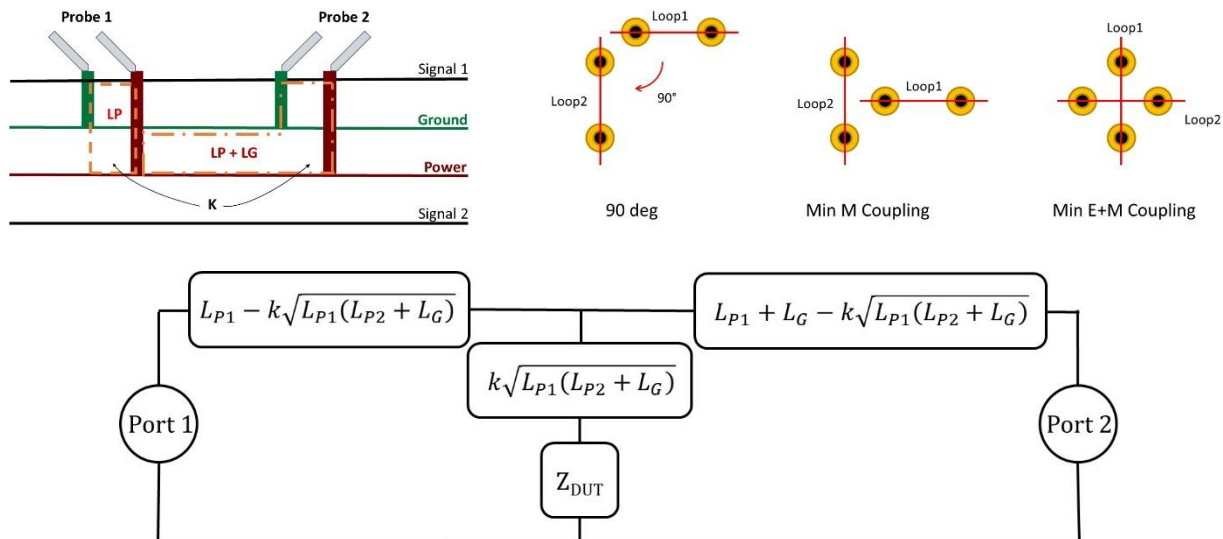 Probe 1
Probe 2
Signal 1
LP
Ground
LP + LG
Power
K
Signal 2
Loop1
Loop2
90°
90 deg
Loop1
Loop2
Min M Coupling
Loop1
Loop2
Min E+M Coupling
L_{P1} − k√(L_{P1}(L_{P2} + L_G))
L_{P1} + L_G − k√(L_{P1}(L_{P2} + L_G))
k√(L_{P1}(L_{P2} + L_G))
Port 1
Port 2
Z_{DUT}